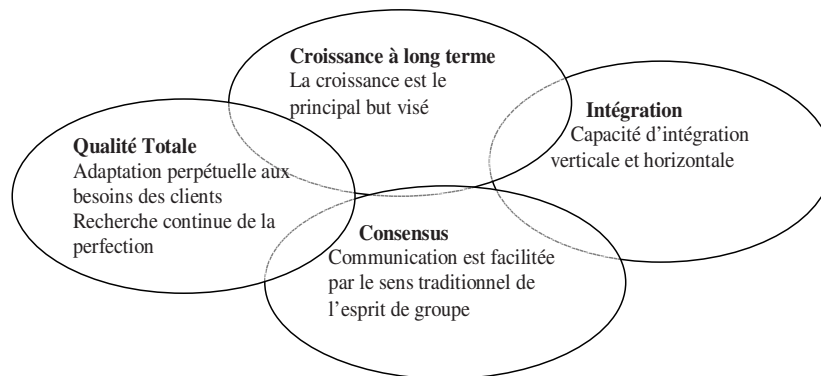 Croissance à long terme
La croissance est le
principal but visé
Intégration
Capacité d'intégration
verticale et horizontale
Qualité Totale
Adaptation perpétuelle aux
besoins des clients
Recherche continue de la
perfection
Consensus
Communication est facilitée
par le sens traditionnel de
l'esprit de groupe